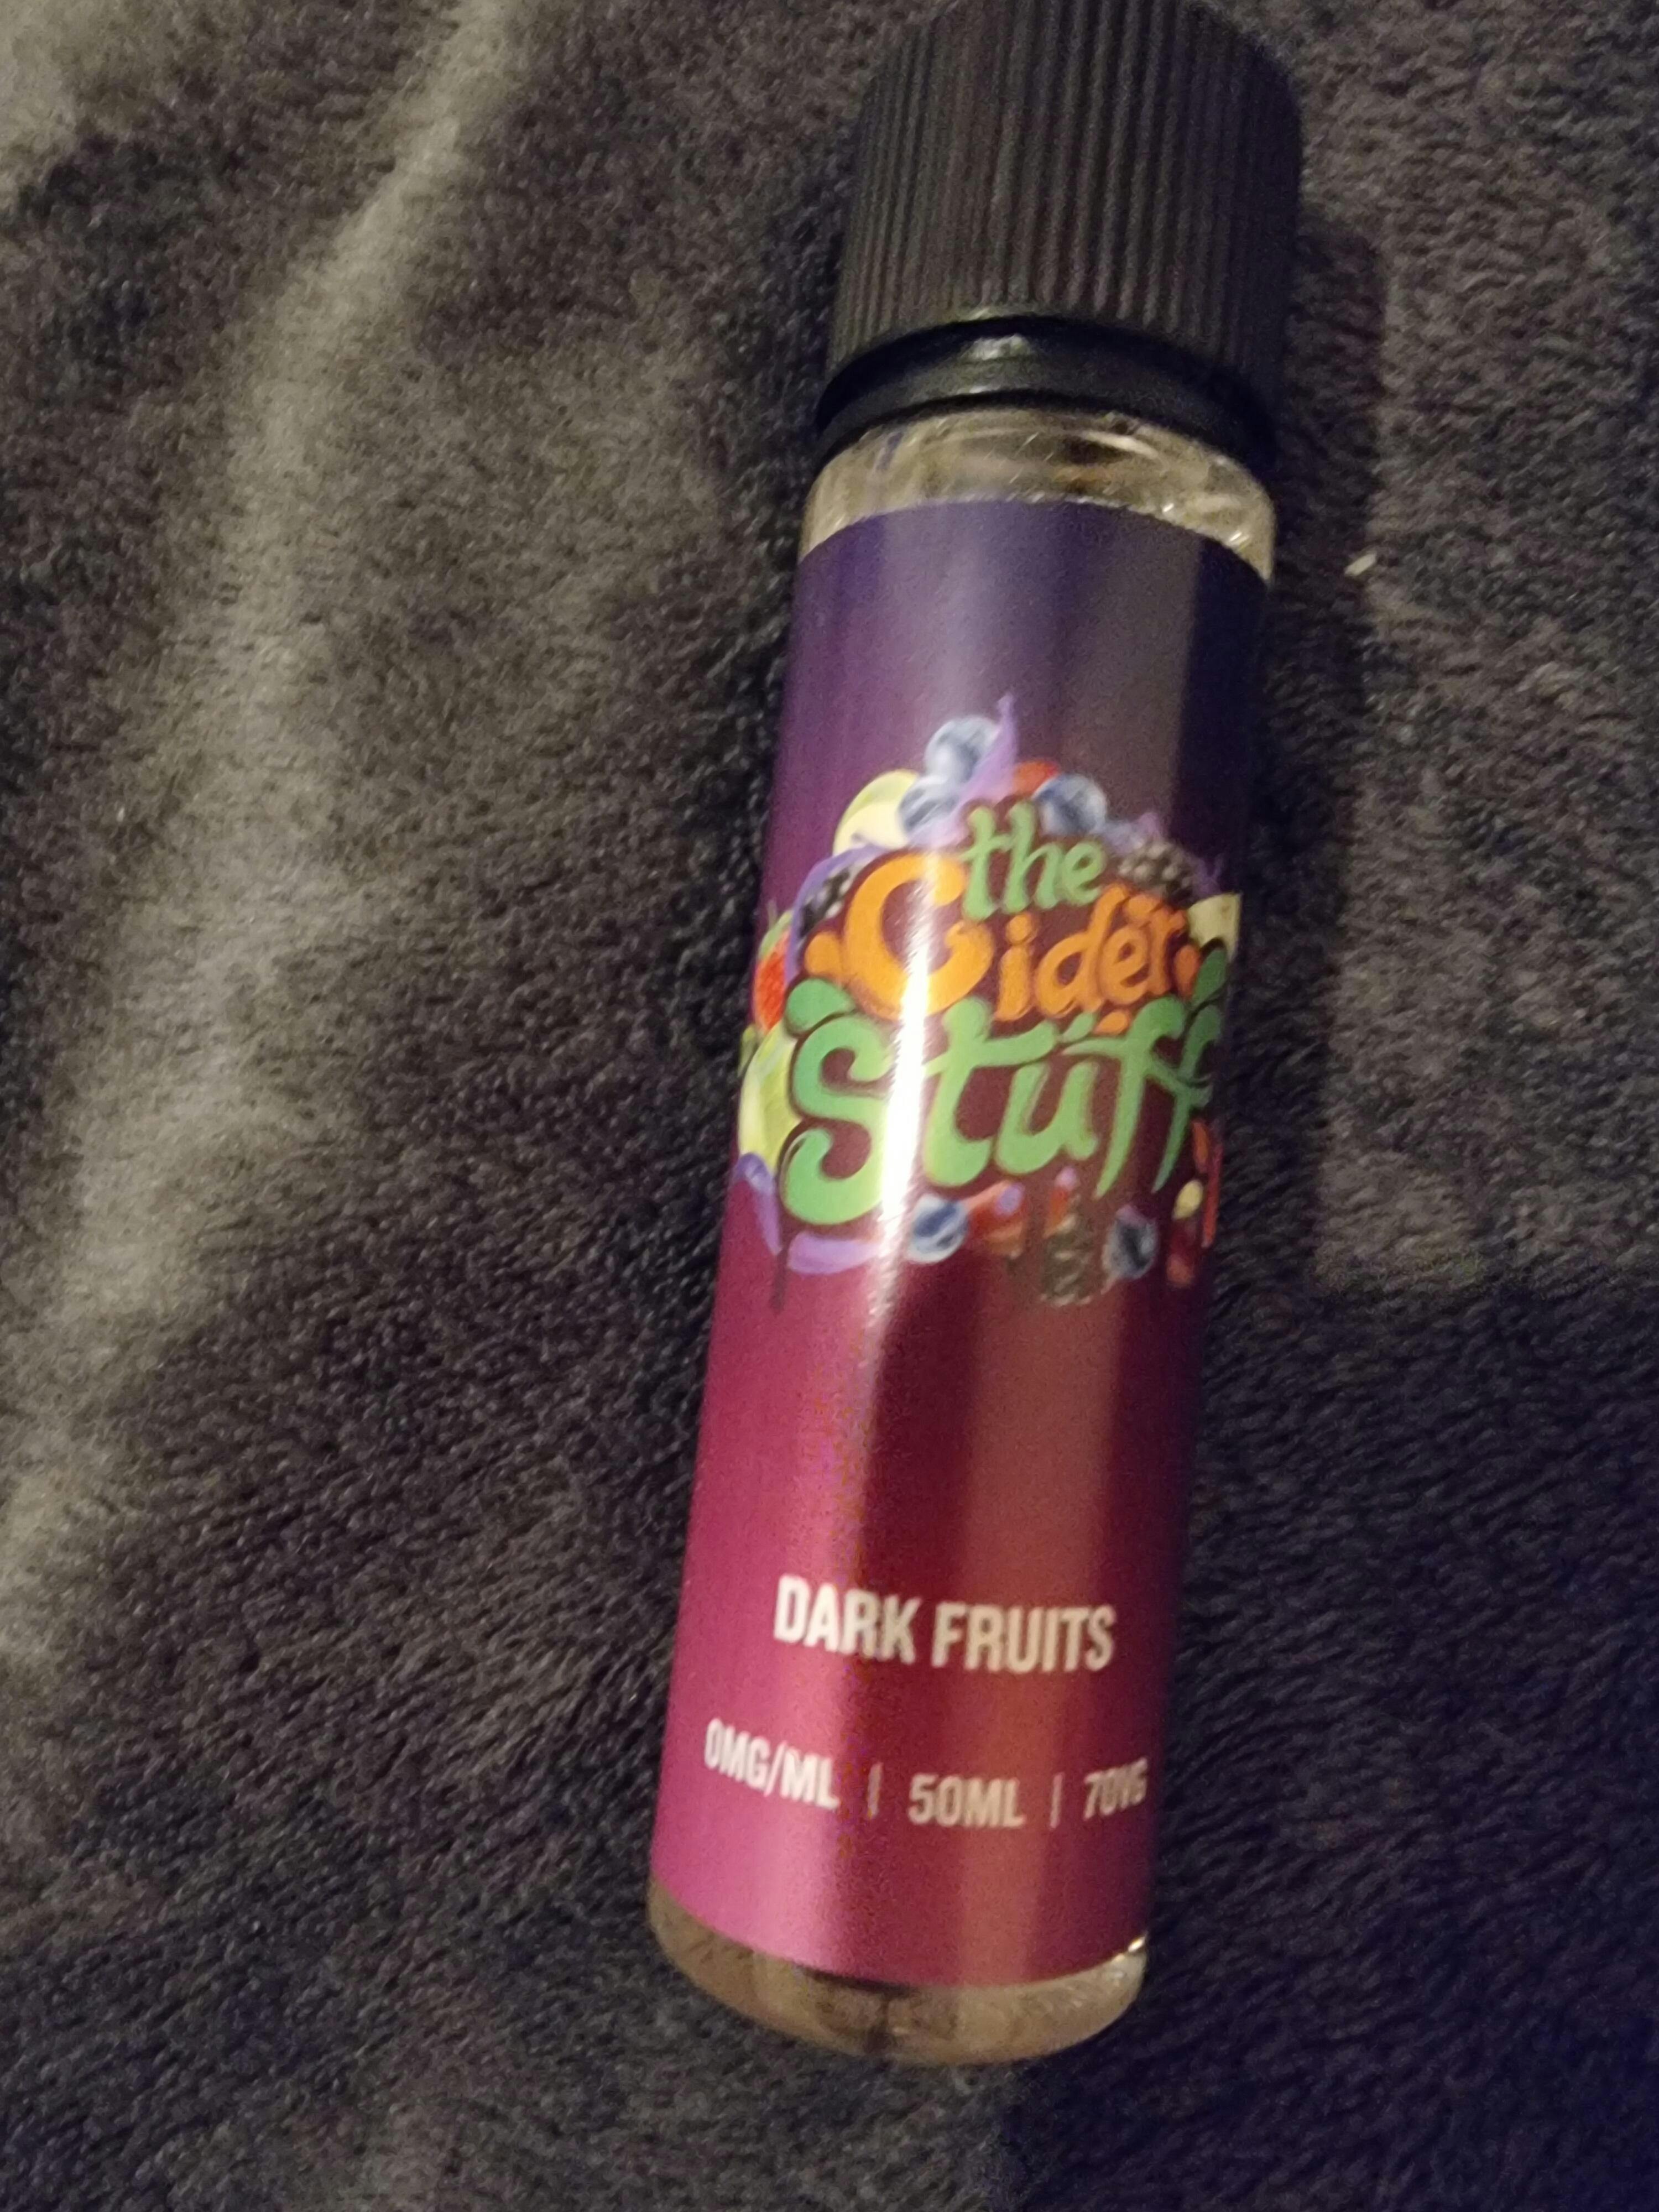 the
Cider
Stuff
DARK FRUITS
0MG/ML | 50ML | 70VG